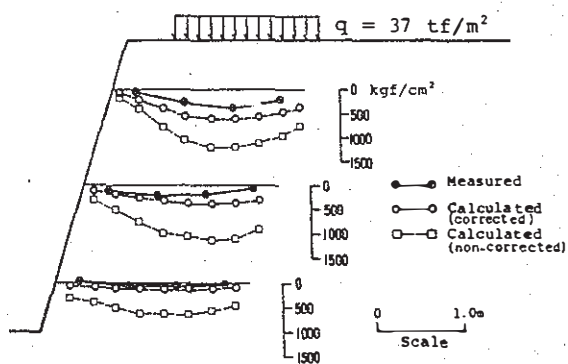 q = 37 tf/m²
0 kgf/cm²
500
1000
1500
0
500
1000
1500
Measured
Calculated
(corrected)
Calculated
(non-corrected)
0
500
1000
1500
0 1.0m
Scale